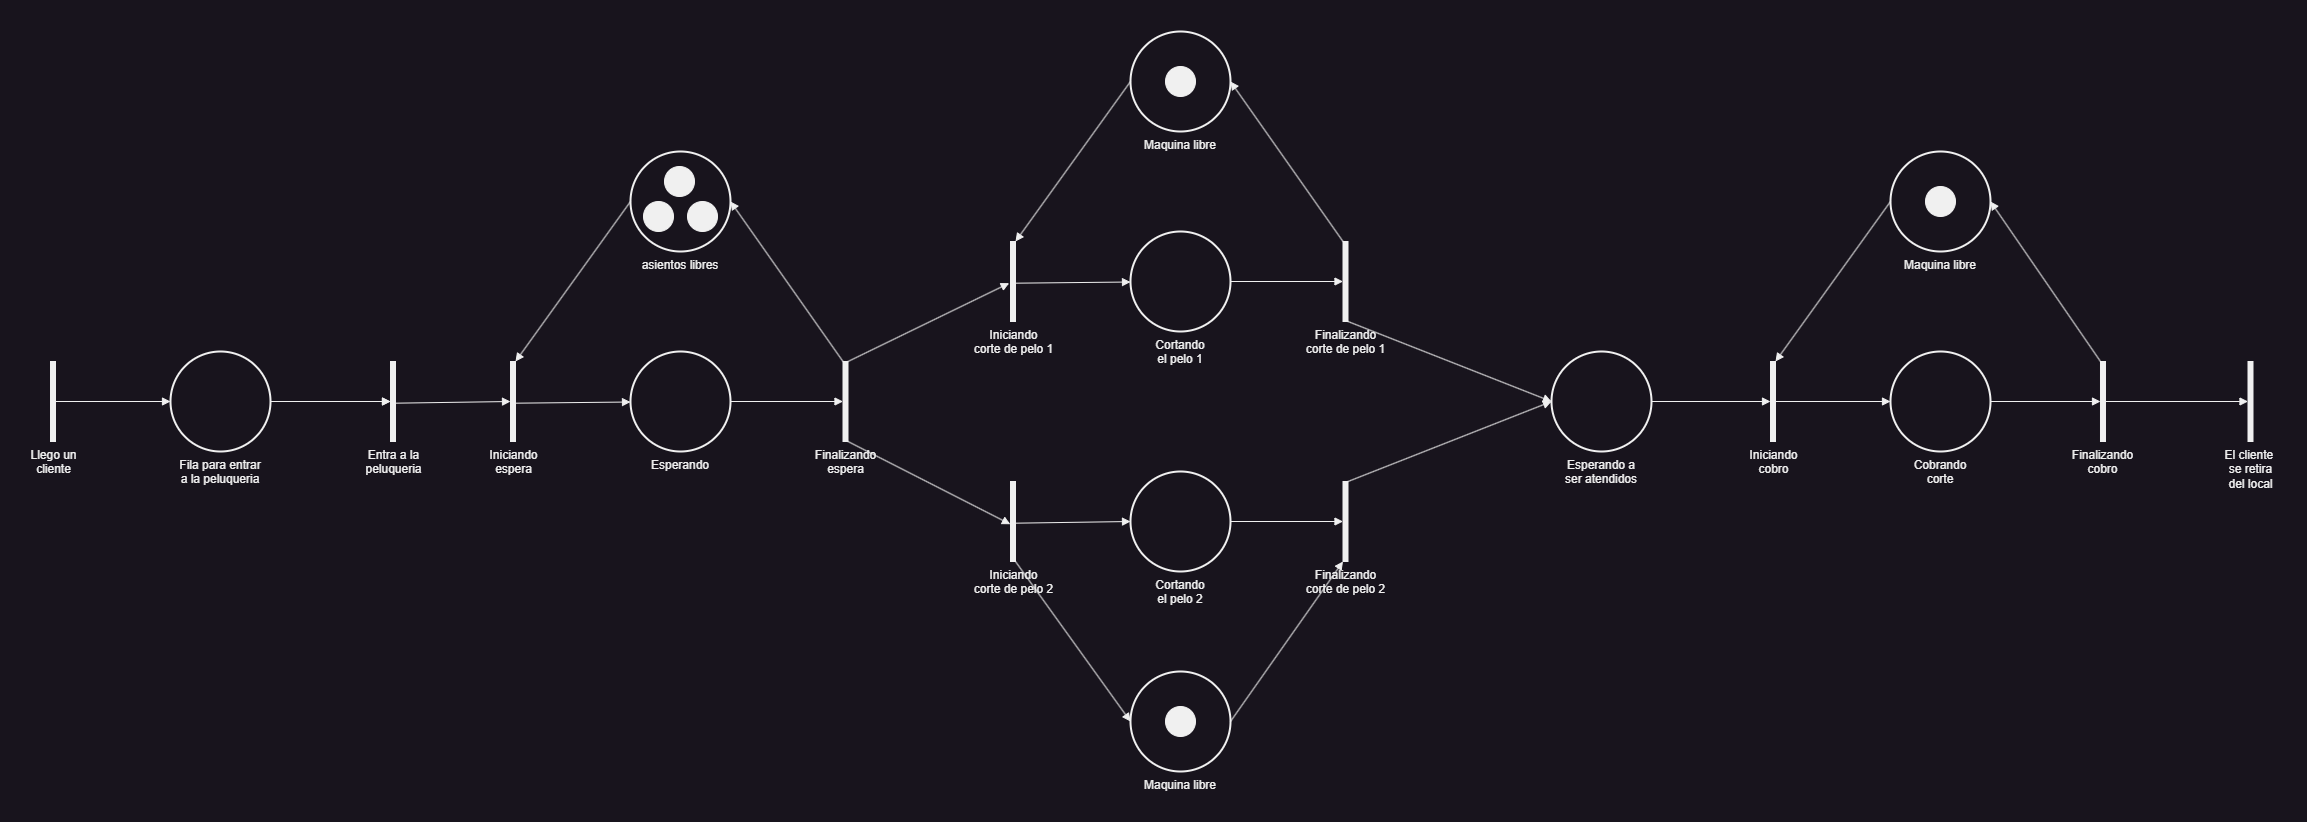 Maquina libre
asientos libres
Maquina libre
Iniciando
corte de pelo 1
Cortando
el pelo 1
Finalizando
corte de pelo 1
Llego un
cliente
Fila para entrar
a la peluqueria
Entra a la
peluqueria
Iniciando
espera
Esperando
Finalizando
espera
Esperando a
ser atendidos
Iniciando
cobro
Cobrando
corte
Finalizando
cobro
El cliente
se retira
del local
Iniciando
corte de pelo 2
Cortando
el pelo 2
Finalizando
corte de pelo 2
Maquina libre